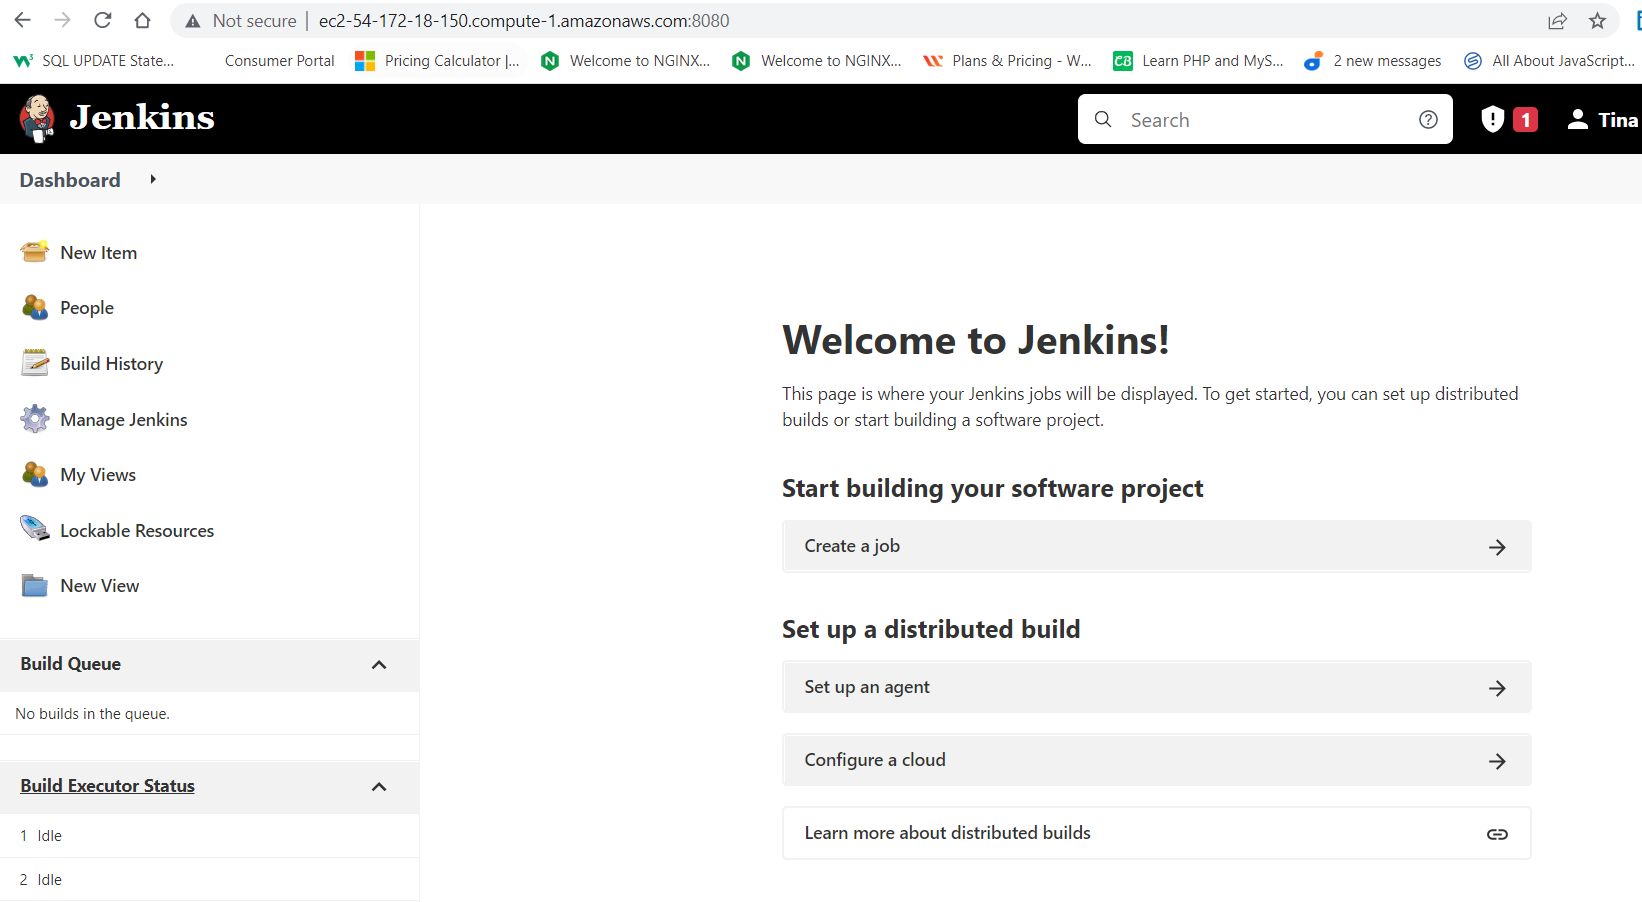 Not secure | ec2-54-172-18-150.compute-1.amazonaws.com:8080
SQL UPDATE State... Consumer Portal Pricing Calculator |... Welcome to NGINX... Welcome to NGINX... Plans & Pricing - W... Learn PHP and MyS... 2 new messages All About JavaScript...
Jenkins Search 1 Tina
Dashboard
New Item
People
Build History
Manage Jenkins
My Views
Lockable Resources
New View
Build Queue
No builds in the queue.
Build Executor Status
1 Idle
2 Idle
Welcome to Jenkins!
This page is where your Jenkins jobs will be displayed. To get started, you can set up distributed
builds or start building a software project.
Start building your software project
Create a job
Set up a distributed build
Set up an agent
Configure a cloud
Learn more about distributed builds